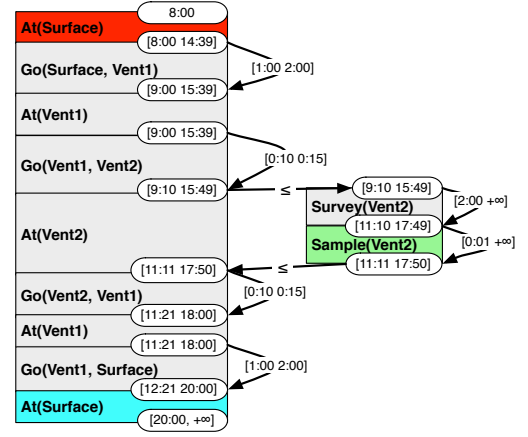 8:00
At(Surface)
[8:00 14:39]
Go(Surface, Vent1)
[1:00 2:00]
[9:00 15:39]
At(Vent1)
[9:00 15:39]
Go(Vent1, Vent2)
[0:10 0:15]
[9:10 15:49]
≤
[9:10 15:49]
Survey(Vent2)
[2:00 +∞]
[11:10 17:49]
At(Vent2)
Sample(Vent2)
[0:01 +∞]
[11:11 17:50]
≤
[11:11 17:50]
Go(Vent2, Vent1)
[0:10 0:15]
[11:21 18:00]
At(Vent1)
[11:21 18:00]
Go(Vent1, Surface)
[1:00 2:00]
[12:21 20:00]
At(Surface)
[20:00, +∞]